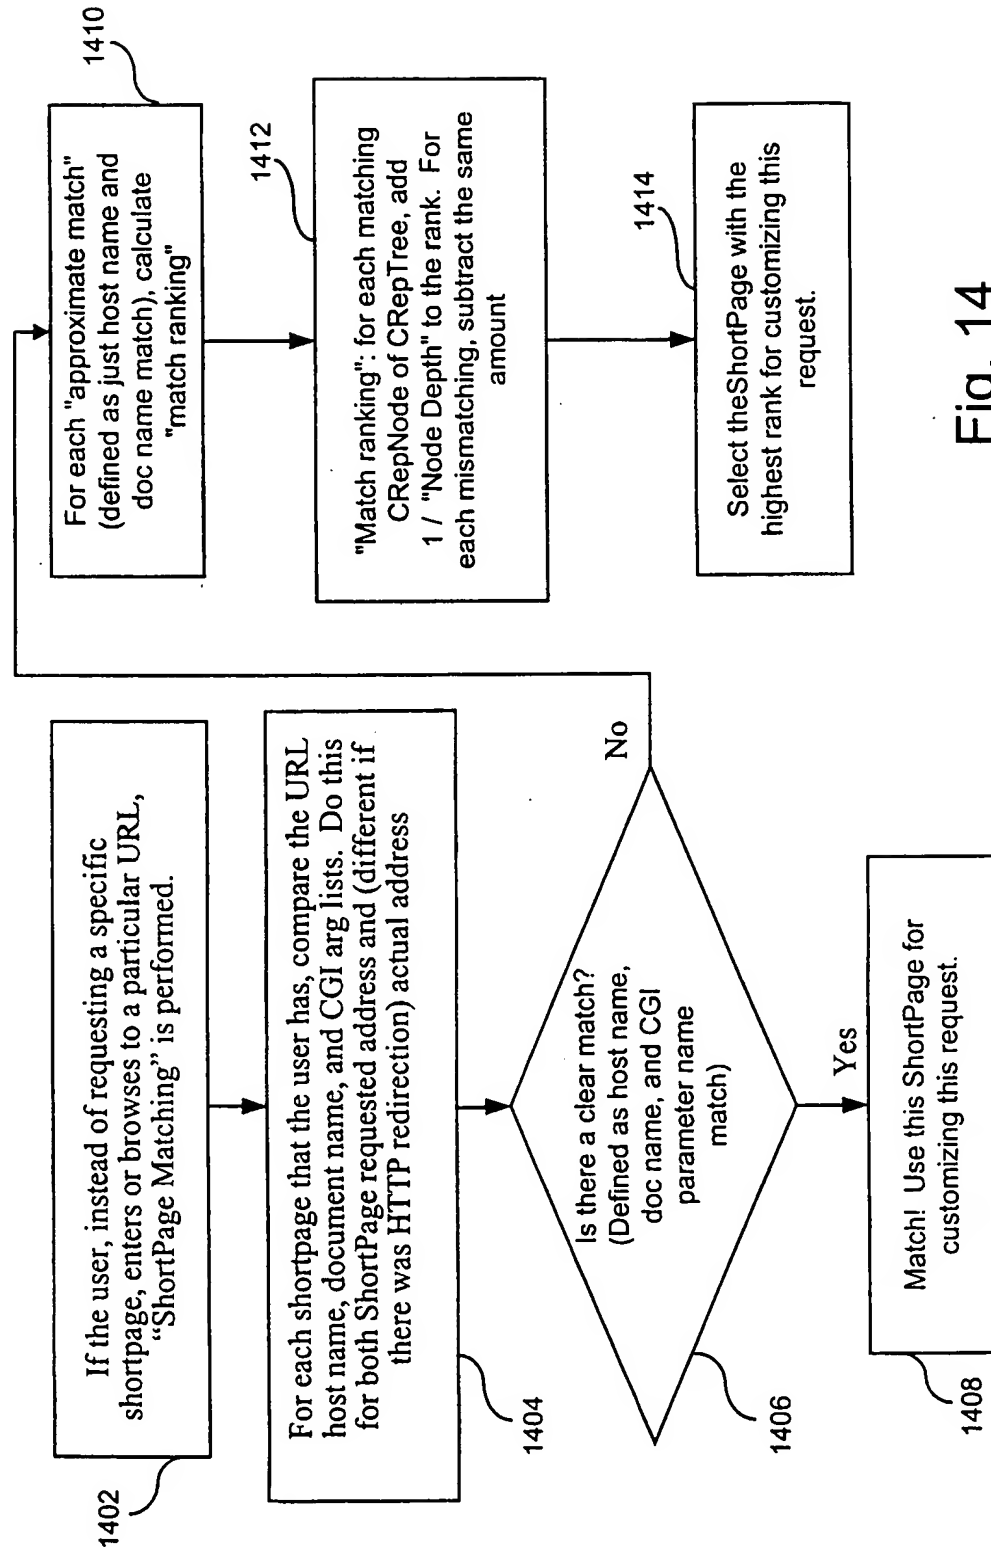 If the user, instead of requesting a specific
shortpage, enters or browses to a particular URL,
“ShortPage Matching” is performed.
1402
For each shortpage that the user has, compare the URL
host name, document name, and CGI arg lists. Do this
for both ShortPage requested address and (different if
there was HTTP redirection) actual address
1404
Is there a clear match?
(Defined as host name,
doc name, and CGI
parameter name
match)
1406
No
Yes
Match! Use this ShortPage for
customizing this request.
1408
For each "approximate match"
(defined as just host name and
doc name match), calculate
"match ranking"
1410
"Match ranking": for each matching
CRepNode of CRepTree, add
1 / "Node Depth" to the rank. For
each mismatching, subtract the same
amount
1412
Select theShortPage with the
highest rank for customizing this
request.
1414
Fig. 14